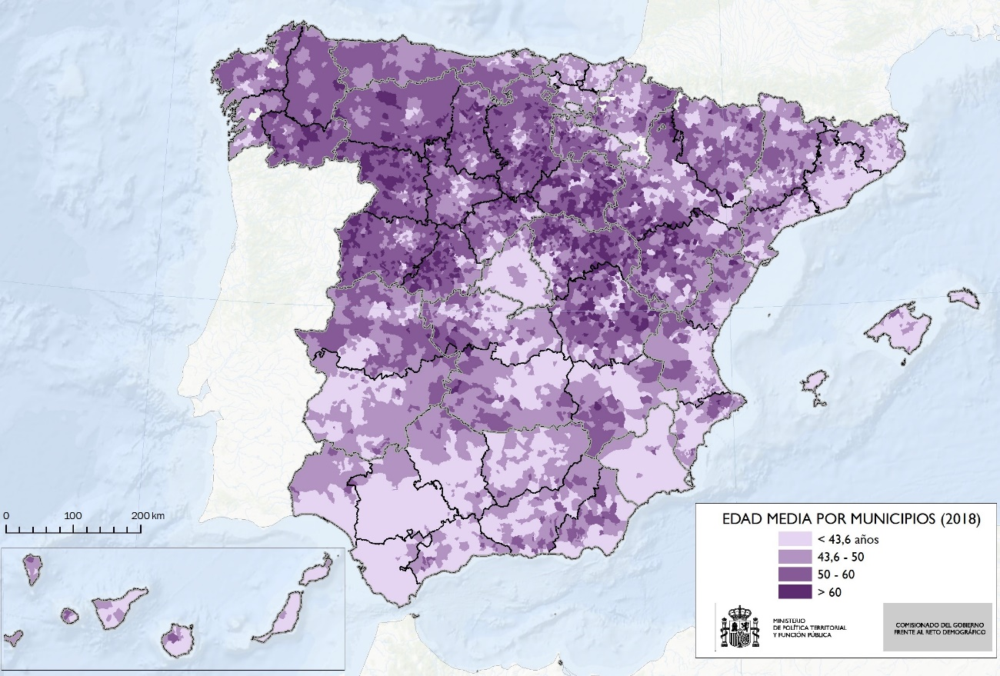 0 100 200 km
EDAD MEDIA POR MUNICIPIOS (2018)
< 43,6 años
43,6 - 50
50 - 60
> 60
MINISTERIO
DE POLÍTICA TERRITORIAL
Y FUNCIÓN PÚBLICA
COMISIONADO DEL GOBIERNO
FRENTE AL RETO DEMOGRÁFICO